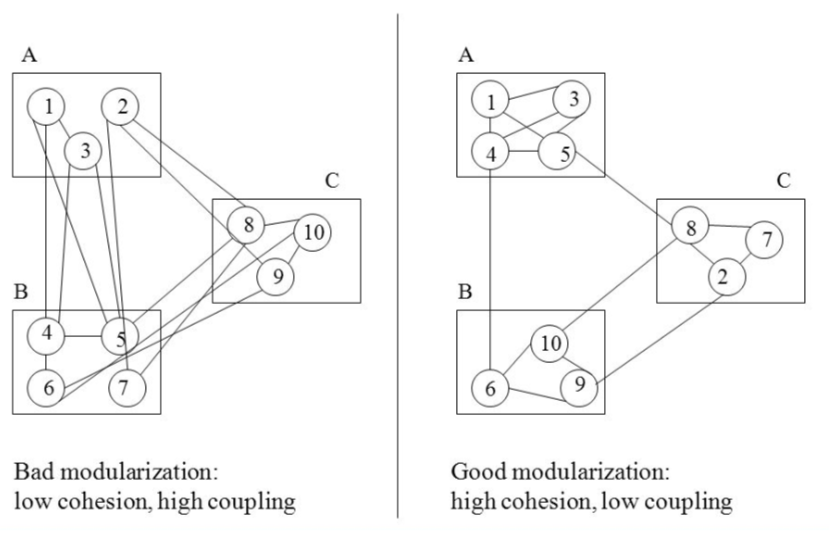 A
1
2
3
C
8
10
9
B
4
5
6
7
Bad modularization:
low cohesion, high coupling
A
1
3
4
5
C
8
7
2
B
10
6
9
Good modularization:
high cohesion, low coupling